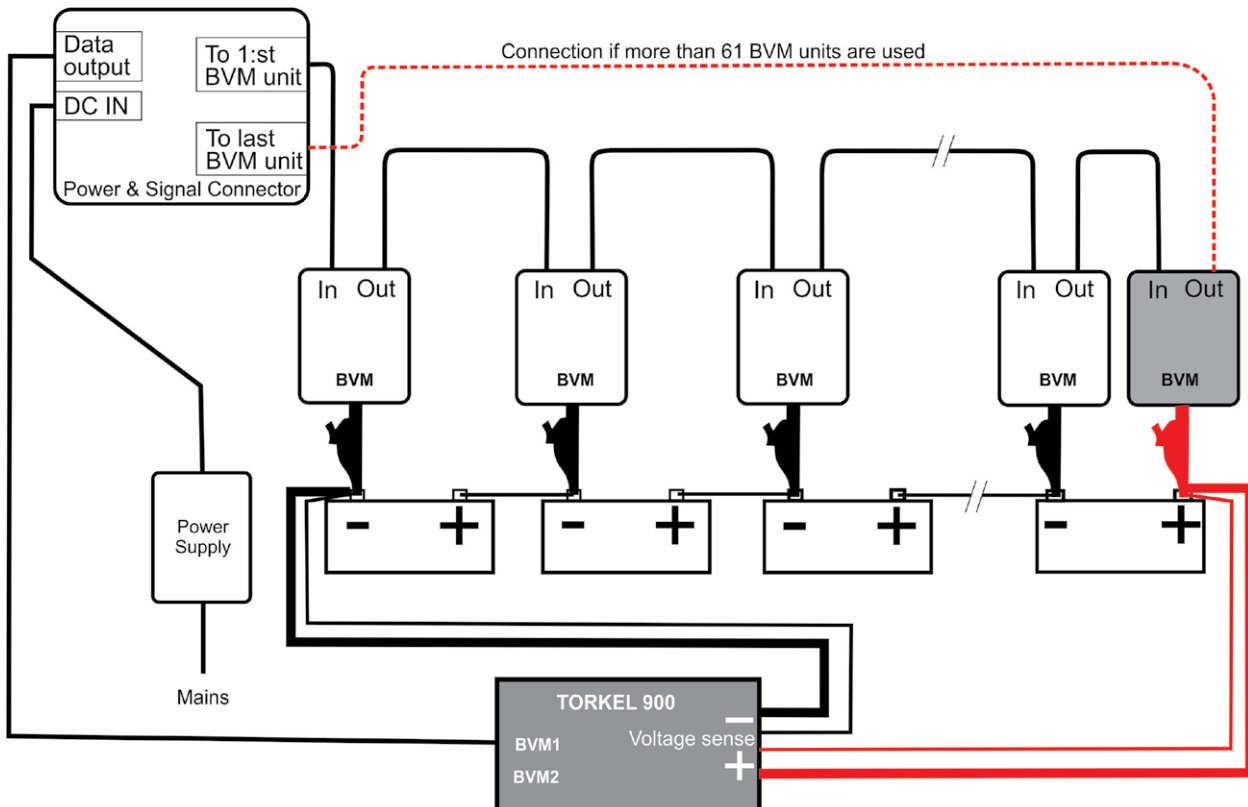 Data
output
DC IN
To 1:st
BVM unit
To last
BVM unit
Power & Signal Connector
Connection if more than 61 BVM units are used
In Out
BVM
In Out
BVM
In Out
BVM
In Out
BVM
In Out
BVM
- +
- +
- +
- +
Power
Supply
Mains
TORKEL 900
-
Voltage sense
+
BVM1
BVM2